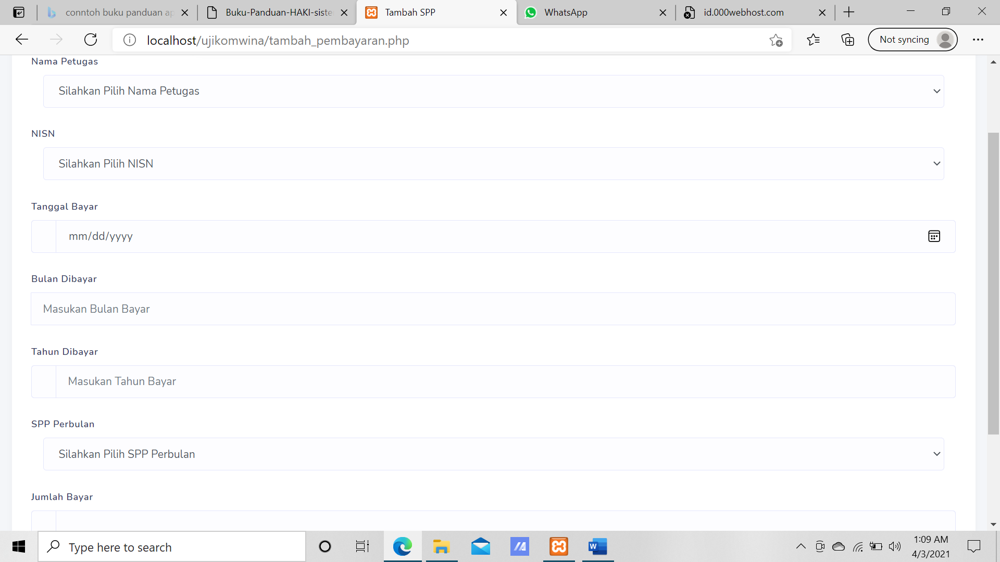 conntoh buku panduan ap
Buku-Panduan-HAKI-siste
Tambah SPP
WhatsApp
id.000webhost.com
localhost/ujikomwina/tambah_pembayaran.php
Not syncing
Nama Petugas
Silahkan Pilih Nama Petugas
NISN
Silahkan Pilih NISN
Tanggal Bayar
mm/dd/yyyy
Bulan Dibayar
Masukan Bulan Bayar
Tahun Dibayar
Masukan Tahun Bayar
SPP Perbulan
Silahkan Pilih SPP Perbulan
Jumlah Bayar
Type here to search
1:09 AM
4/3/2021